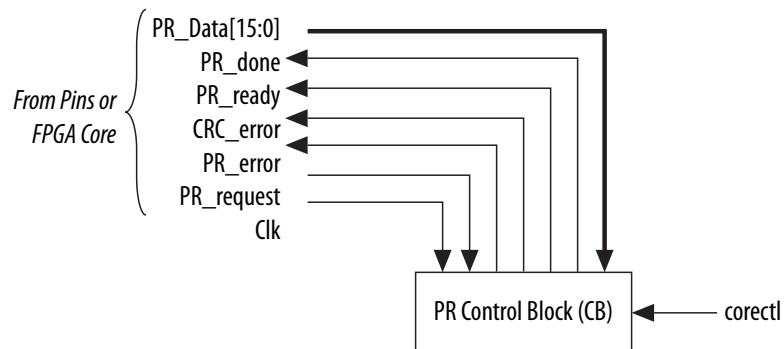 PR_Data[15:0]
PR_done
PR_ready
CRC_error
PR_error
PR_request
Clk
From Pins or
FPGA Core
PR Control Block (CB)
corectl